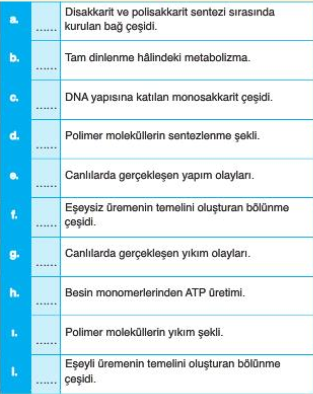 a. ...... Disakkarit ve polisakkarit sentezi sırasında
kurulan bağ çeşidi.
b. ...... Tam dinlenme hâlindeki metabolizma.
c. ...... DNA yapısına katılan monosakkarit çeşidi.
d. ...... Polimer moleküllerin sentezlenme şekli.
e. ...... Canlılarda gerçekleşen yapım olayları.
f. ...... Eşeysiz üremenin temelini oluşturan bölünme
çeşidi.
g. ...... Canlılarda gerçekleşen yıkım olayları.
h. ...... Besin monomerlerinden ATP üretimi.
ı. ...... Polimer moleküllerin yıkım şekli.
i. ...... Eşeyli üremenin temelini oluşturan bölünme
çeşidi.